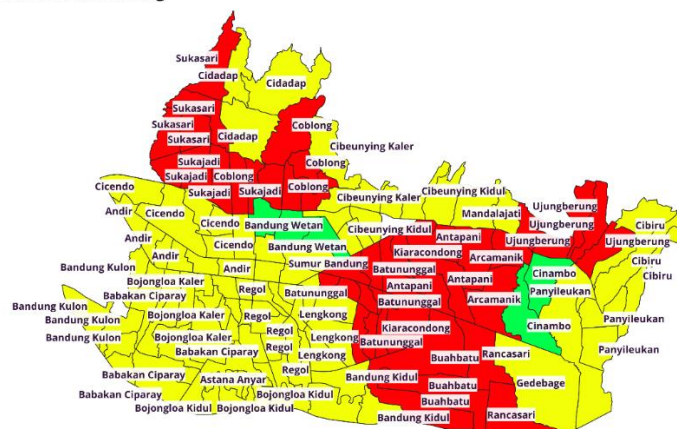 Sukasari
Cidadap
Cidadap
Sukasari
Sukasari
Coblong
Sukasari
Cidadap
Cibeunying Kaler
Sukajadi
Coblong
Sukajadi
Coblong
Cicendo
Sukajadi
Sukajadi
Coblong
Cibeunying Kaler
Cibeunying Kidul
Ujungberung
Andir
Cicendo
Mandalajati
Ujungberung
Cibiru
Cicendo
Bandung Wetan
Cibeunying Kidul
Antapani
Andir
Cicendo
Bandung Wetan
Kiaracondong
Ujungberung
Ujungberung
Andir
Sumur Bandung
Arcamanik
Cibiru
Bandung Kulon
Andir
Batununggal
Cinambo
Cibiru
Bojongloa Kaler
Regol
Batununggal
Antapani
Antapani
Panyileukan
Babakan Ciparay
Bandung Kulon
Batununggal
Arcamanik
Bandung Kulon
Bojongloa Kaler
Regol
Lengkong
Panyileukan
Bandung Kulon
Bojongloa Kaler
Regol
Lengkong
Kiaracondong
Cinambo
Babakan Ciparay
Regol
Lengkong
Batununggal
Buahbatu
Rancasari
Panyileukan
Babakan Ciparay
Astana Anyar
Regol
Bandung Kidul
Buahbatu
Gedebage
Babakan Ciparay
Bojongloa Kidul
Buahbatu
Bojongloa Kidul
Bojongloa Kidul
Bandung Kidul
Rancasari